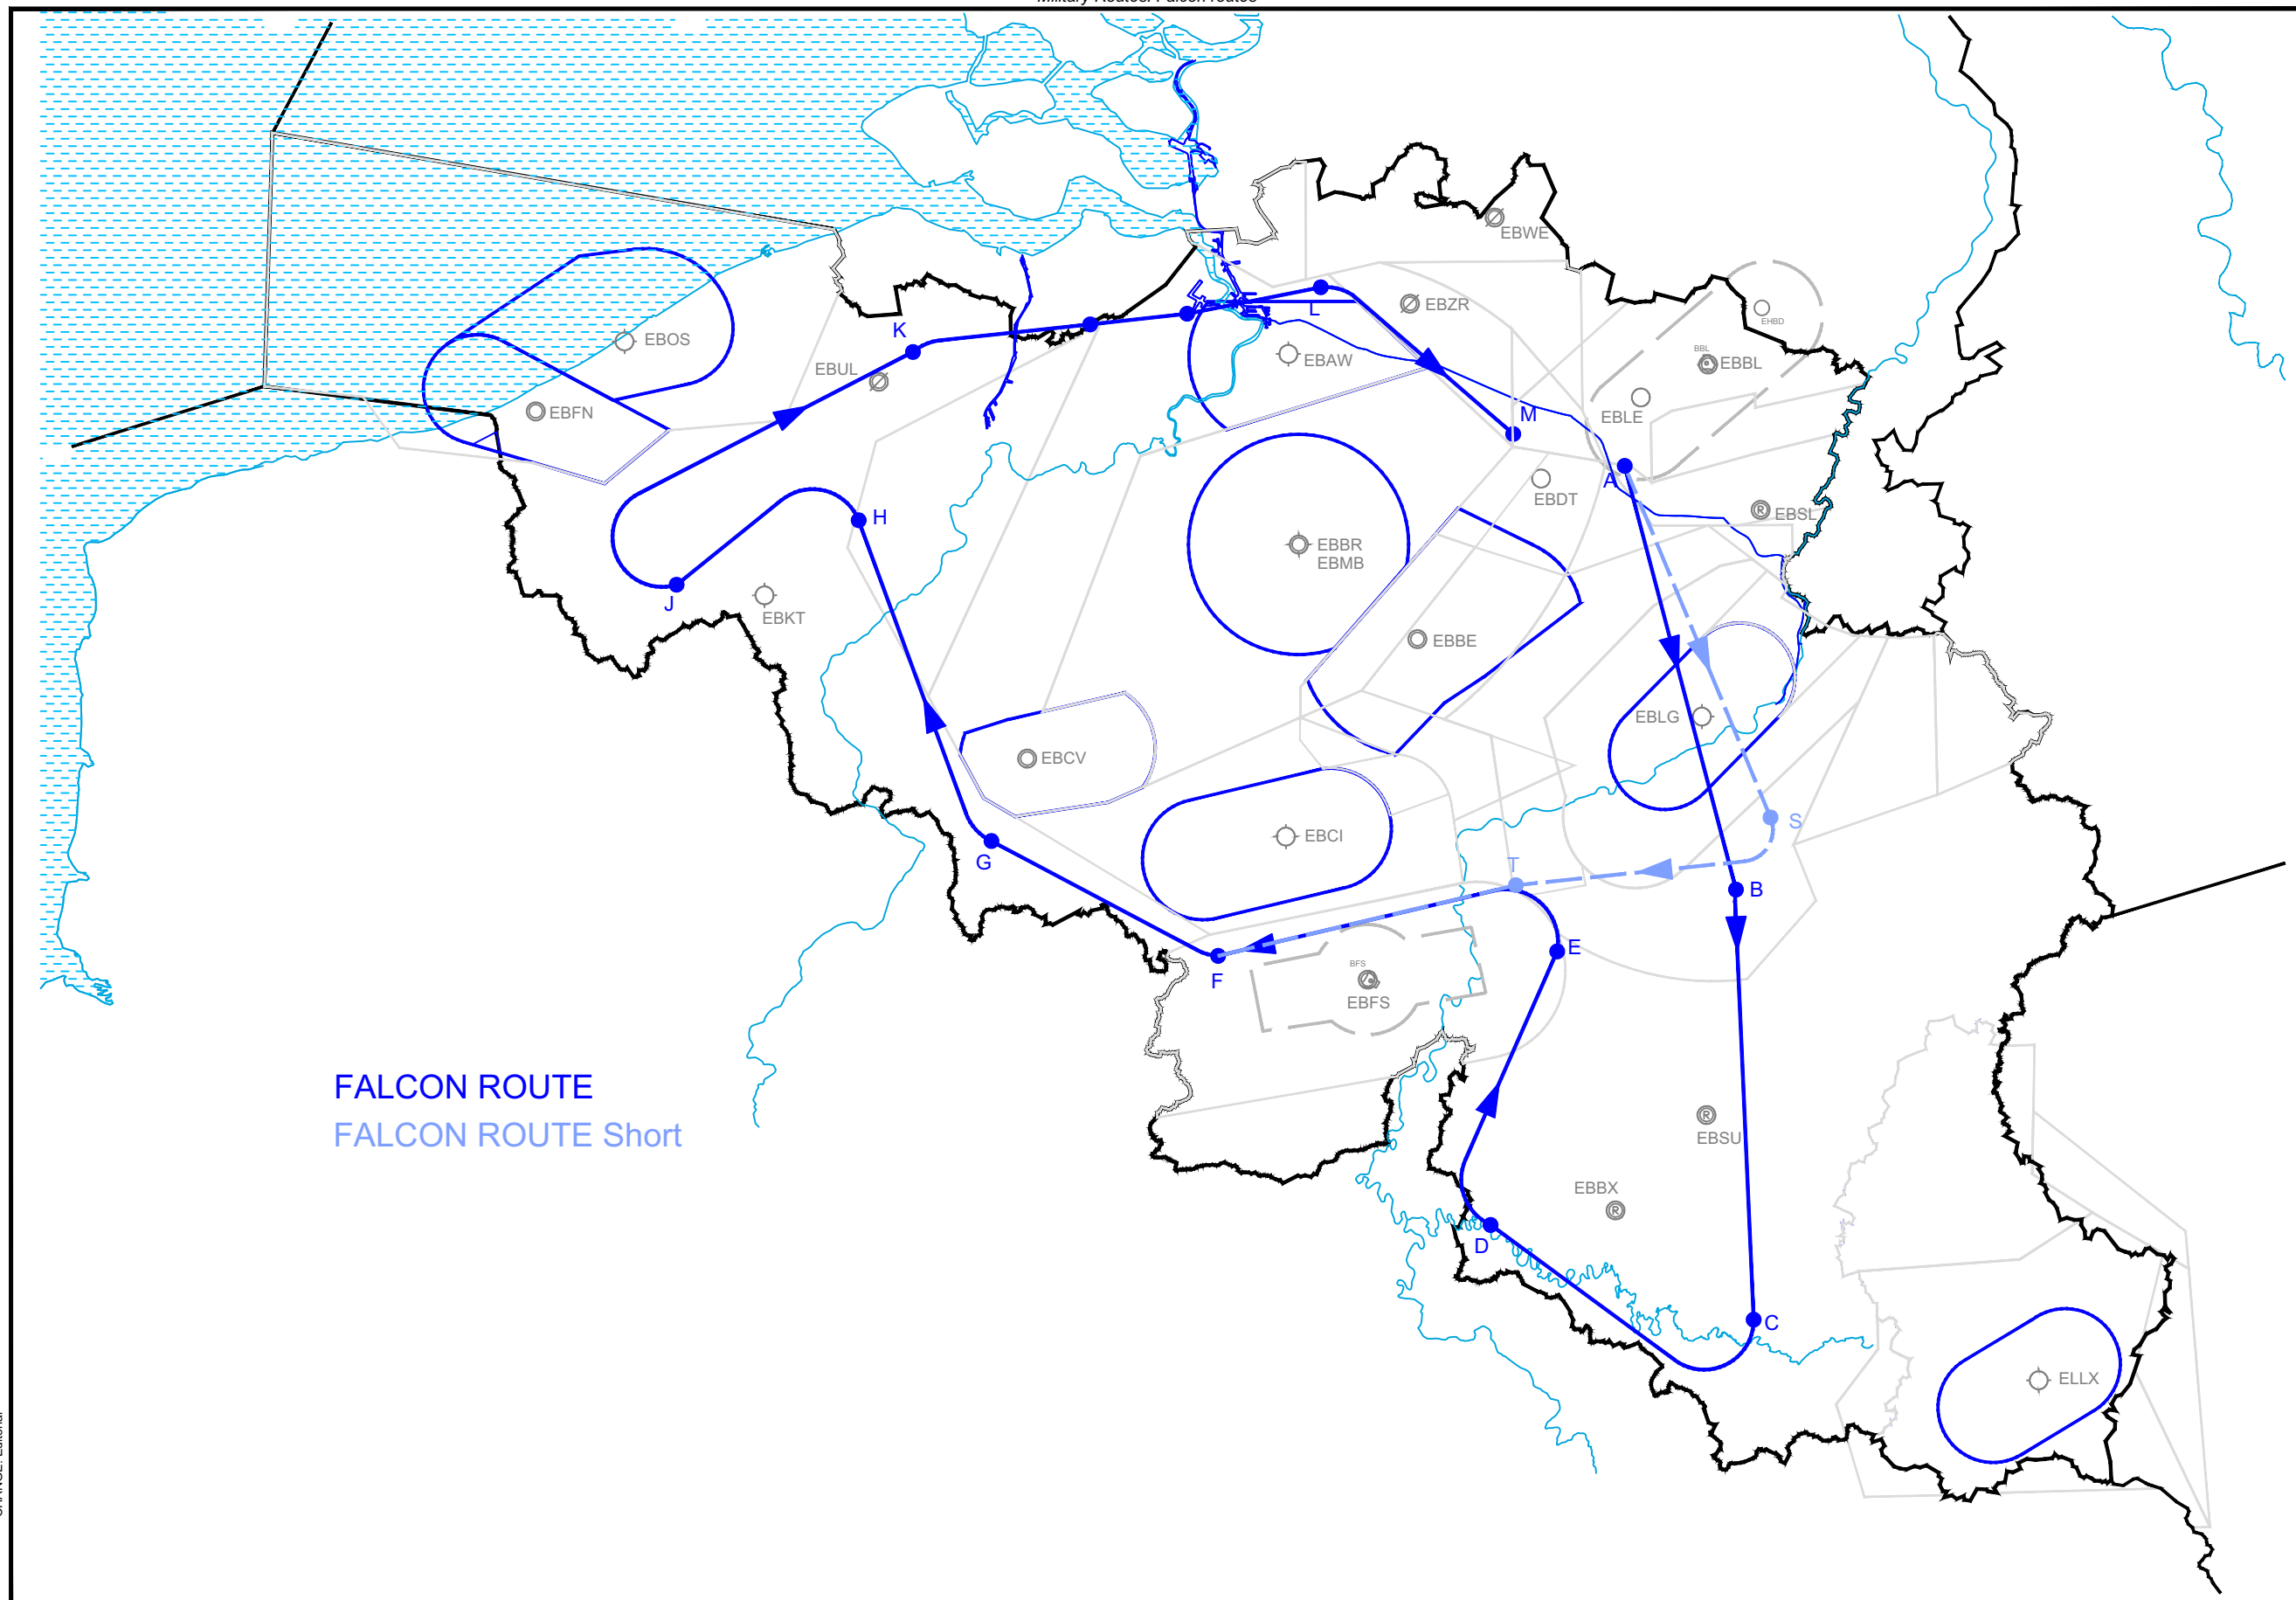 Military Routes: Falcon routes
EBWE
EBOS
K
L
EBZR
EHBD
EBUL
EBAW
BBL
EBBL
EBFN
M
EBLE
A
EBDT
H
EBSL
EBBR
EBMB
J
EBKT
EBBE
EBLG
EBCV
S
EBCI
G
T
B
E
F
BFS
EBFS
FALCON ROUTE
FALCON ROUTE Short
EBSU
EBBX
D
C
ELLX